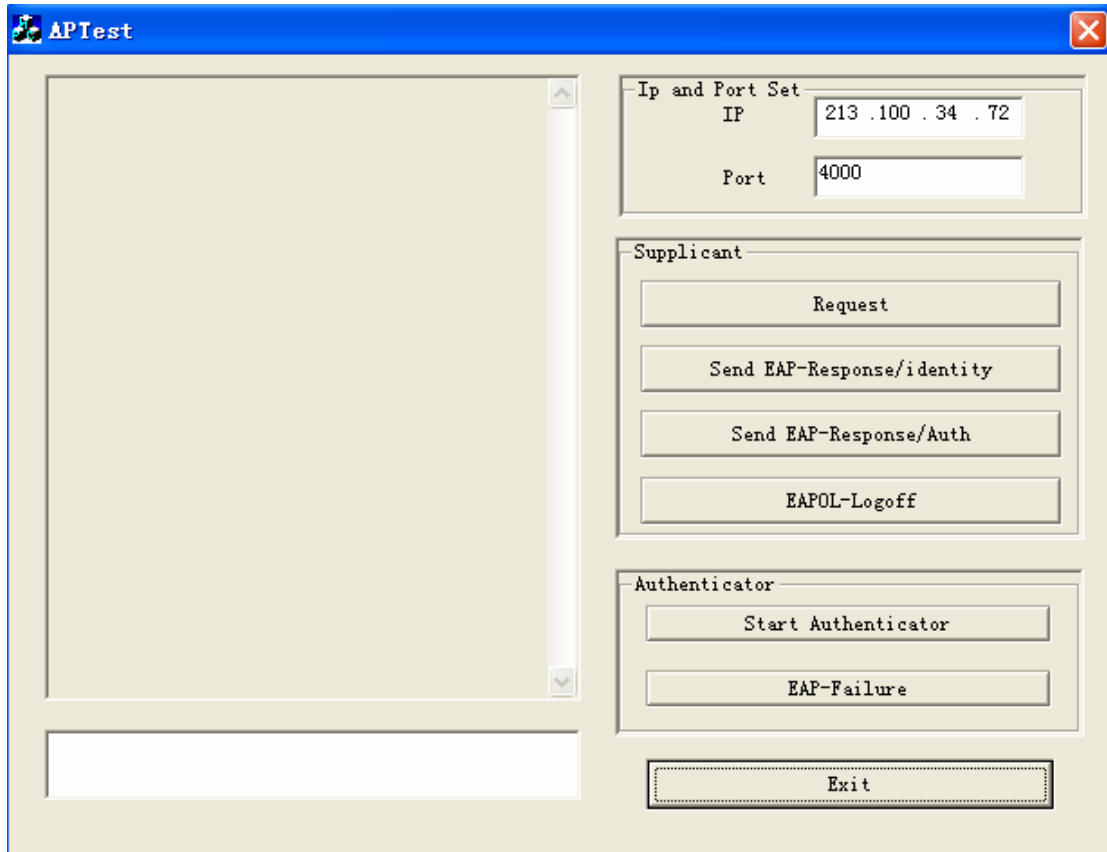 APTest
Ip and Port Set
IP 213 .100 . 34 . 72
Port 4000
Supplicant
Request
Send EAP-Response/identity
Send EAP-Response/Auth
EAPOL-Logoff
Authenticator
Start Authenticator
EAP-Failure
Exit